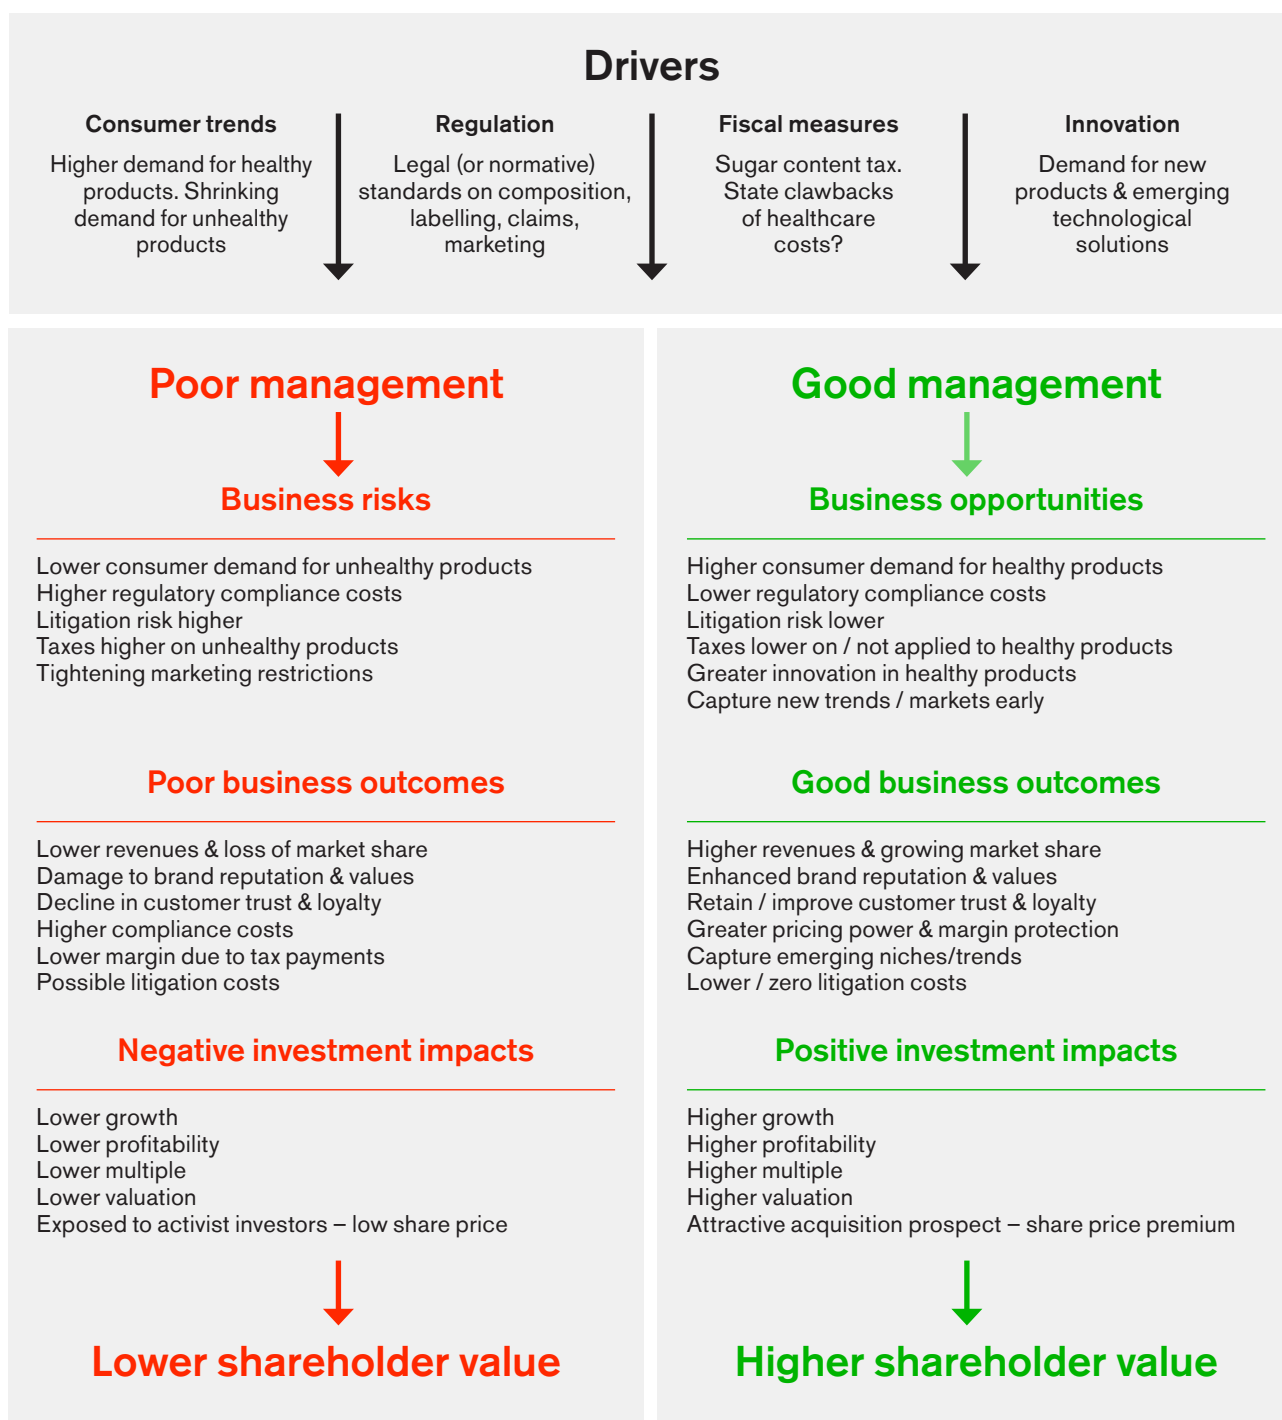 Drivers
Consumer trends
Higher demand for healthy
products. Shrinking
demand for unhealthy
products
Regulation
Legal (or normative)
standards on composition,
labelling, claims,
marketing
Fiscal measures
Sugar content tax.
State clawbacks
of healthcare
costs?
Innovation
Demand for new
products & emerging
technological
solutions
Poor management
Business risks
Lower consumer demand for unhealthy products
Higher regulatory compliance costs
Litigation risk higher
Taxes higher on unhealthy products
Tightening marketing restrictions
Poor business outcomes
Lower revenues & loss of market share
Damage to brand reputation & values
Decline in customer trust & loyalty
Higher compliance costs
Lower margin due to tax payments
Possible litigation costs
Negative investment impacts
Lower growth
Lower profitability
Lower multiple
Lower valuation
Exposed to activist investors – low share price
Lower shareholder value
Good management
Business opportunities
Higher consumer demand for healthy products
Lower regulatory compliance costs
Litigation risk lower
Taxes lower on / not applied to healthy products
Greater innovation in healthy products
Capture new trends / markets early
Good business outcomes
Higher revenues & growing market share
Enhanced brand reputation & values
Retain / improve customer trust & loyalty
Greater pricing power & margin protection
Capture emerging niches/trends
Lower / zero litigation costs
Positive investment impacts
Higher growth
Higher profitability
Higher multiple
Higher valuation
Attractive acquisition prospect – share price premium
Higher shareholder value